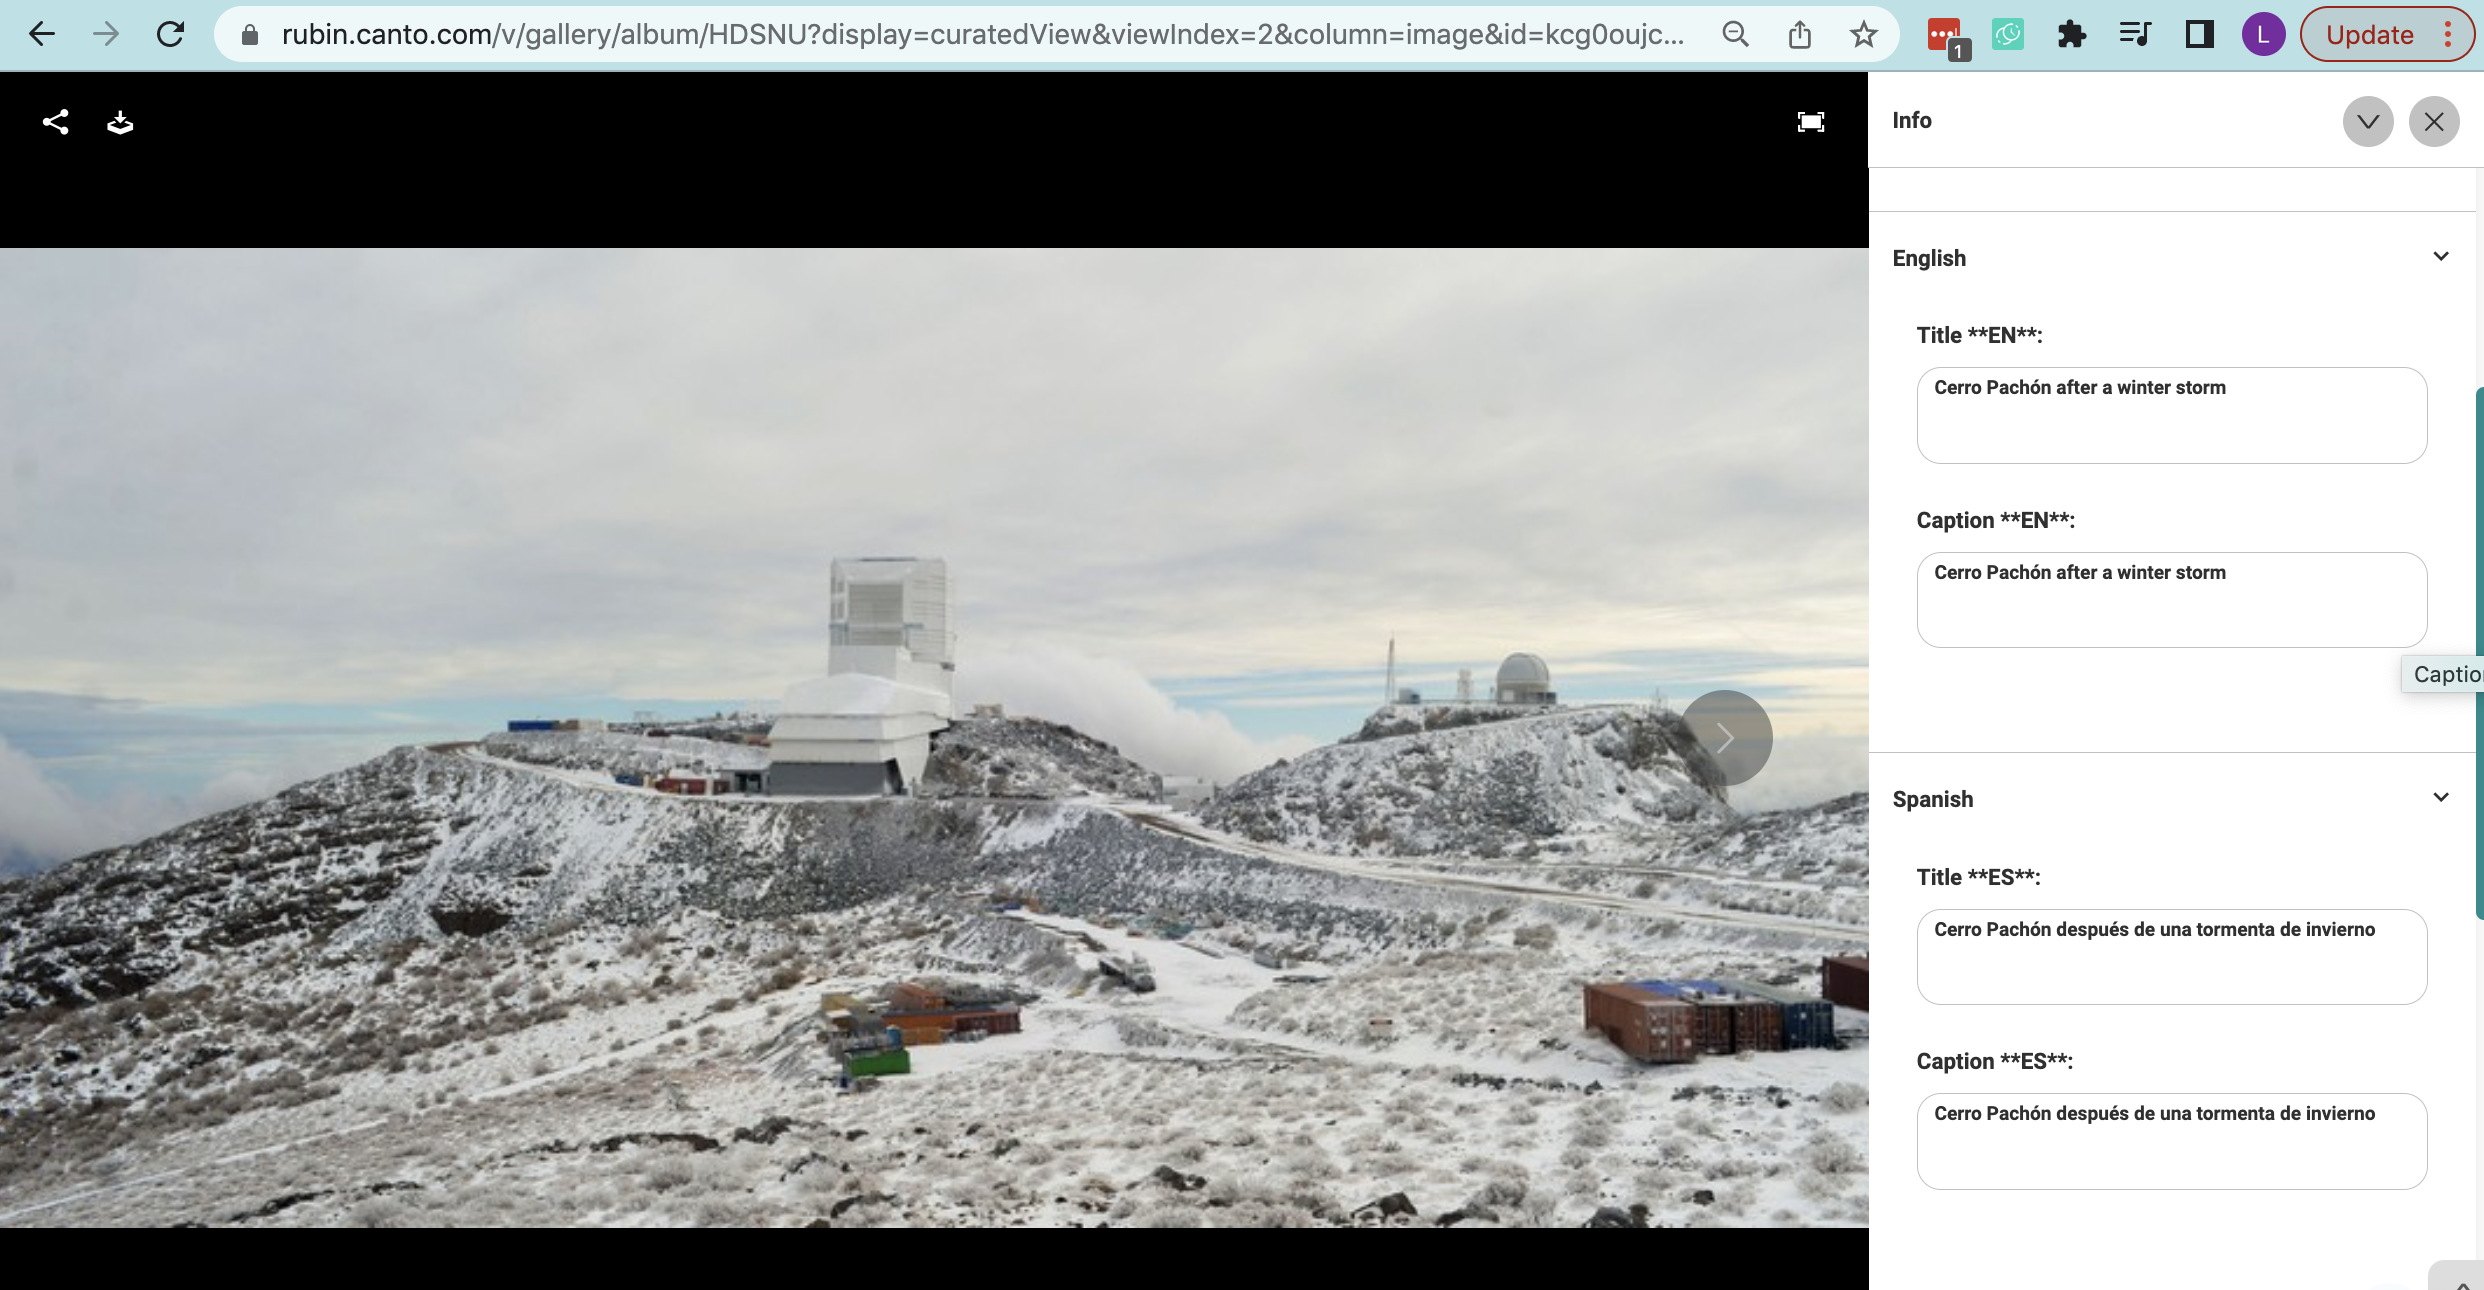 rubin.canto.com/v/gallery/album/HDSNU?display=curatedView&viewIndex=2&column=image&id=kcg0oujc...
1
L
Update
Info
English
Title **EN**:
Cerro Pachón after a winter storm
Caption **EN**:
Cerro Pachón after a winter storm
Captio
Spanish
Title **ES**:
Cerro Pachón después de una tormenta de invierno
Caption **ES**:
Cerro Pachón después de una tormenta de invierno